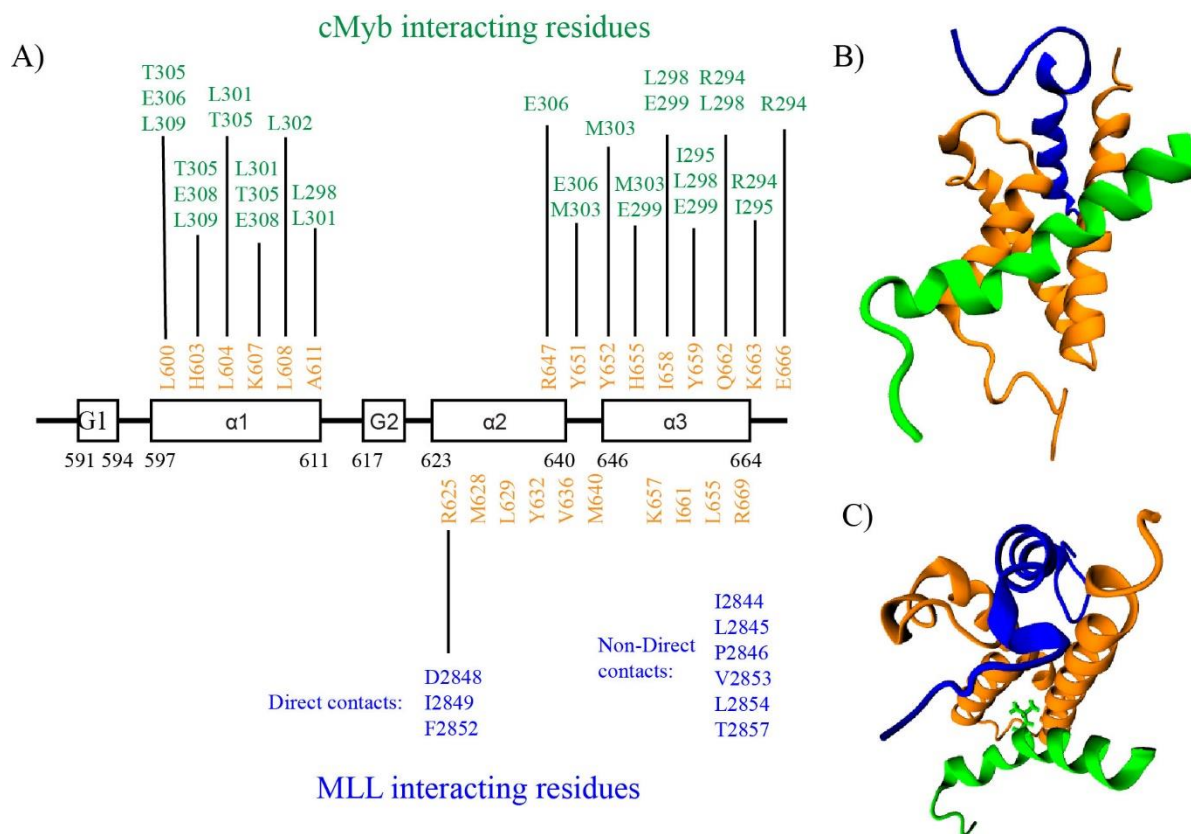 cMyb interacting residues
A)
B)
T305
E306
L309
T305
E308
L309
L301
T305
L301
T305
E308
L302
L298
L301
E306
E306
M303
M303
M303
E299
L298
E299
I295
L298
E299
R294
L298
R294
I295
R294
L600
H603
L604
K607
L608
A611
R647
Y651
Y652
H655
I658
Y659
Q662
K663
E666
G1
α1
G2
α2
α3
591 594 597 611 617 623 640 646 664
R625
M628
L629
Y632
V636
M640
K657
I661
L655
R669
C)
Direct contacts:
D2848
I2849
F2852
Non-Direct
contacts:
I2844
L2845
P2846
V2853
L2854
T2857
MLL interacting residues